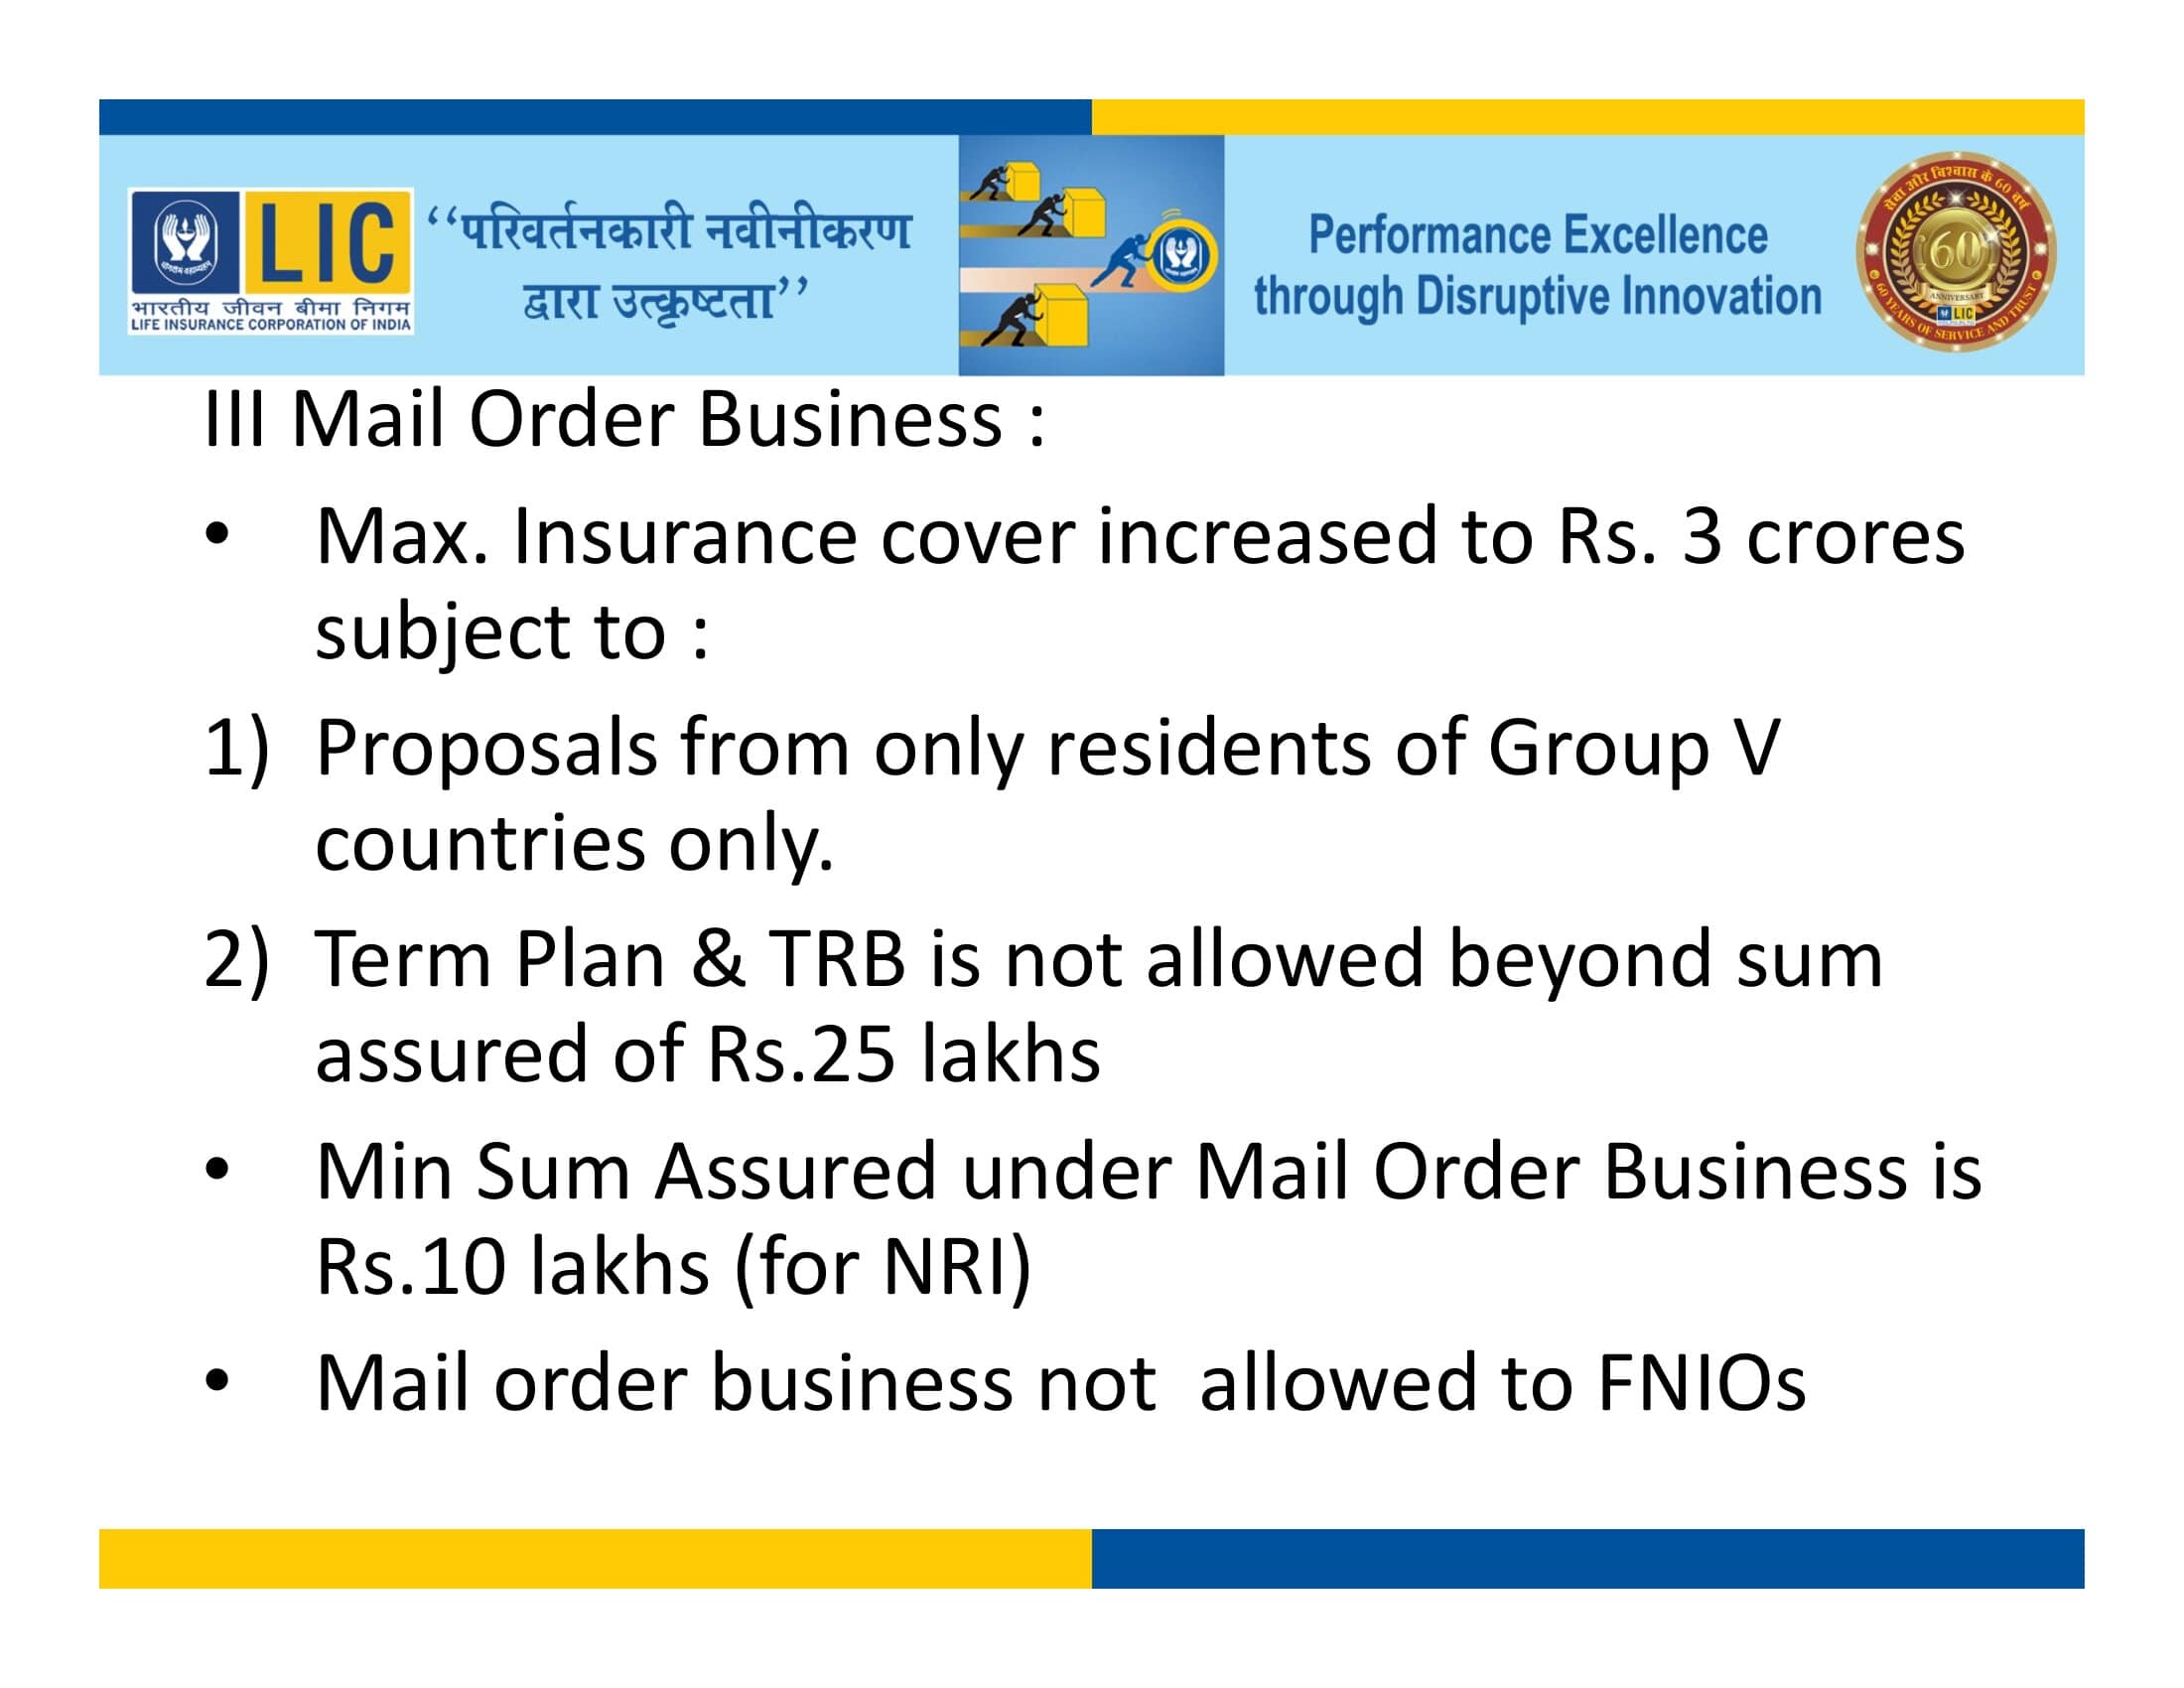 LIC
भारतीय जीवन बीमा निगम
LIFE INSURANCE CORPORATION OF INDIA
‘‘परिवर्तनकारी नवीनीकरण
द्वारा उत्कृष्टता’’
Performance Excellence
through Disruptive Innovation
सेवा और विश्वास के 60 वर्ष
60
ANNIVERSARY
LIC
60 YEARS OF SERVICE AND TRUST
III Mail Order Business :
• Max. Insurance cover increased to Rs. 3 crores
subject to :
1) Proposals from only residents of Group V
countries only.
2) Term Plan & TRB is not allowed beyond sum
assured of Rs.25 lakhs
• Min Sum Assured under Mail Order Business is
Rs.10 lakhs (for NRI)
• Mail order business not  allowed to FNIOs